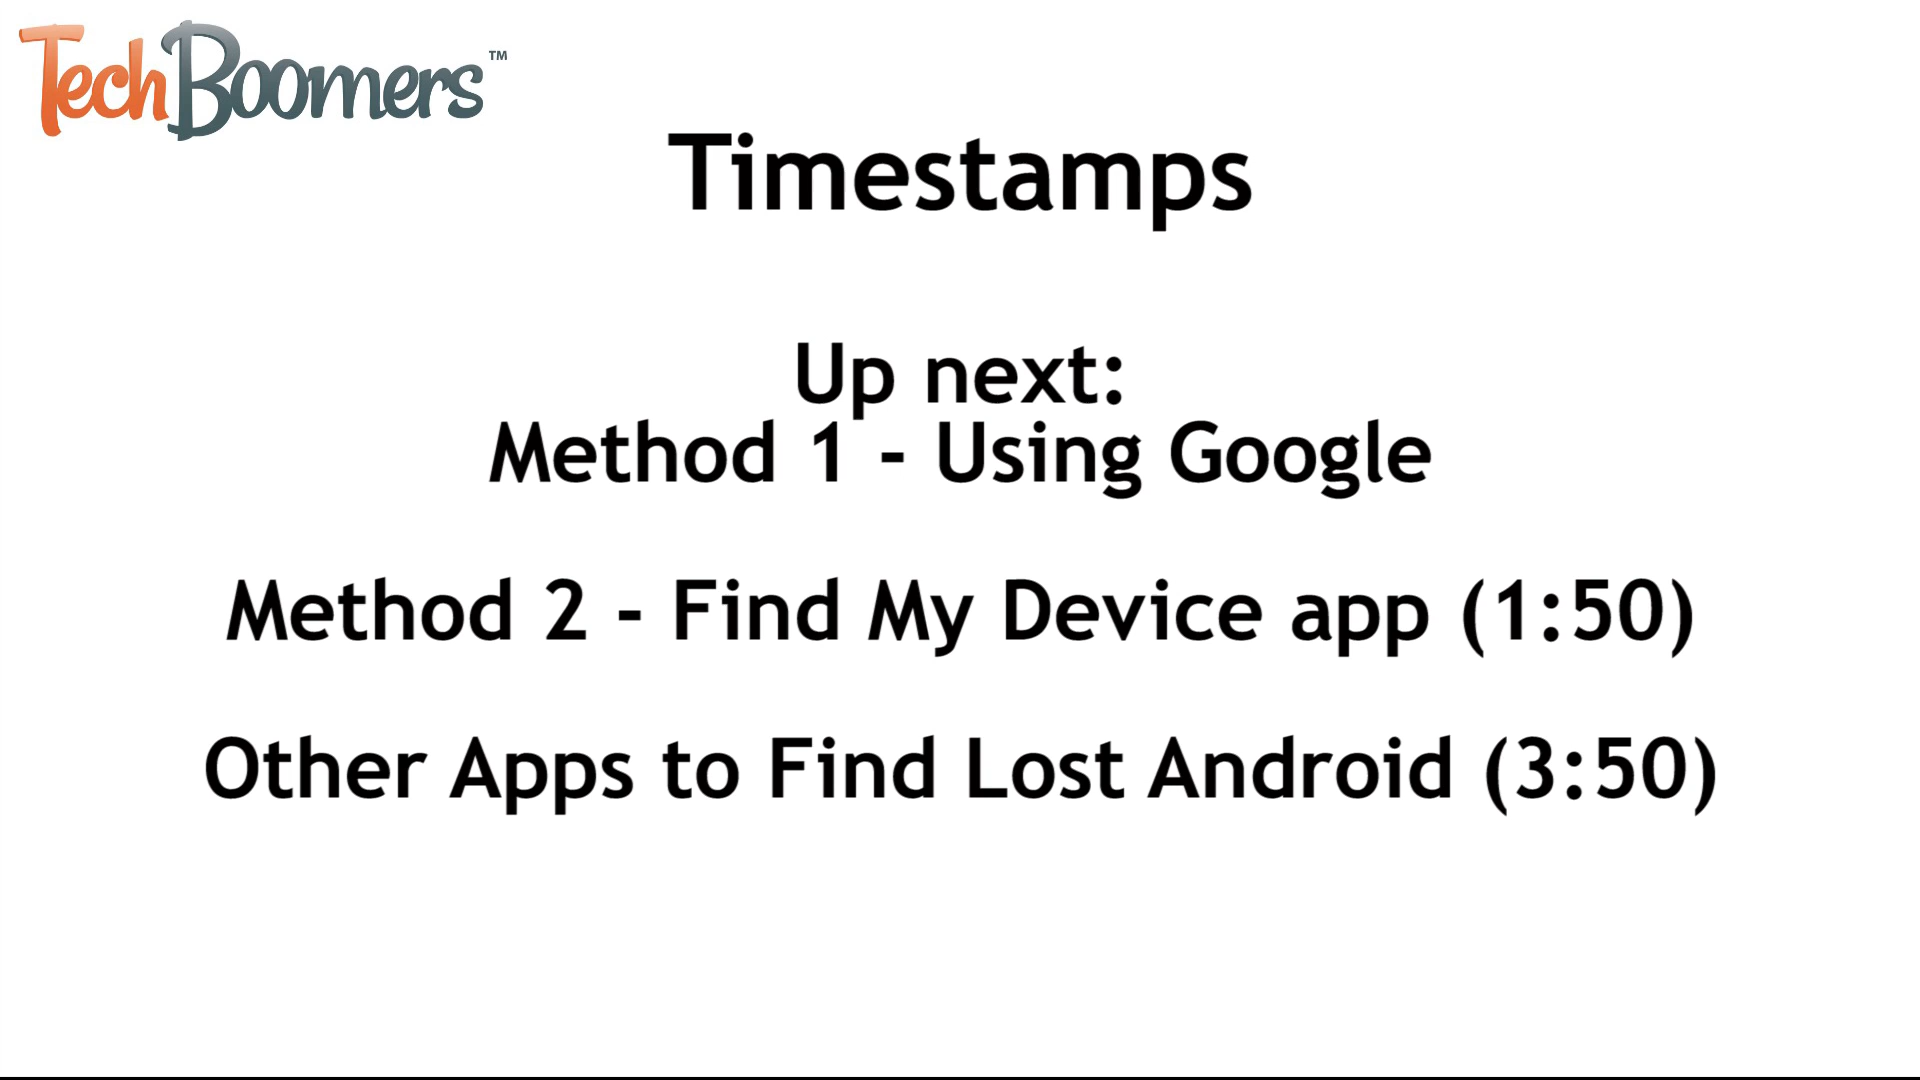 TechBoomers™
Timestamps
Up next:
Method 1 - Using Google
Method 2 - Find My Device app (1:50)
Other Apps to Find Lost Android (3:50)